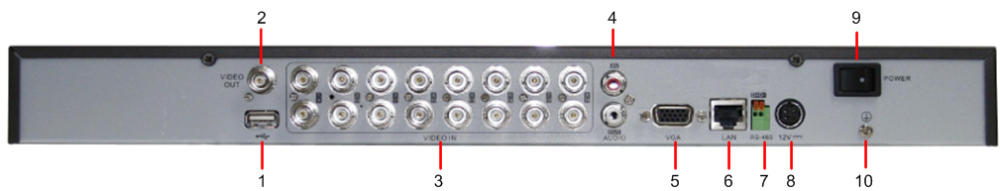 2
4
9
VIDEO
OUT
POWER
VIDEO IN
AUDIO
VGA
LAN
RS-485
12V
1
3
5
6
7
8
10